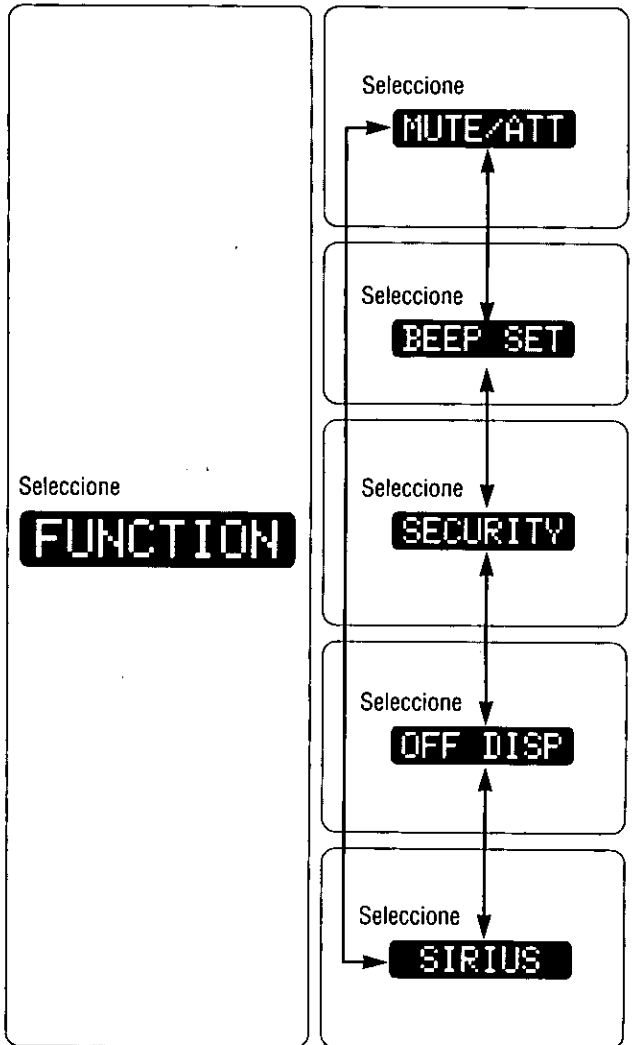 Seleccione
FUNCTION
Seleccione
MUTE/ATT
Seleccione
BEEP SET
Seleccione
SECURITY
Seleccione
OFF DISP
Seleccione
SIRIUS